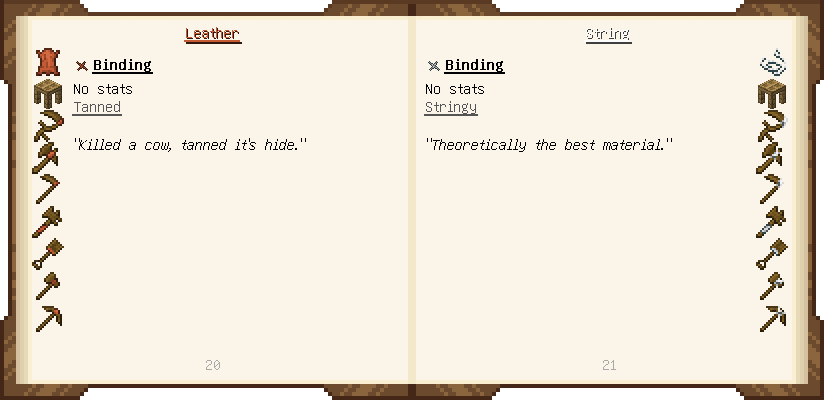 Leather
Binding
No stats
Tanned
"Killed a cow, tanned it's hide."
20
String
Binding
No stats
Stringy
"Theoretically the best material."
21